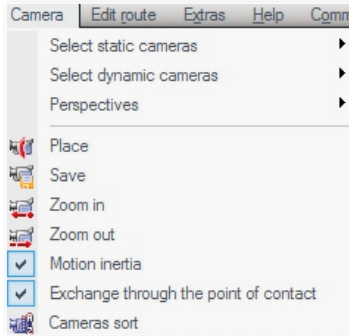 Camera Edit route Extras Help Comm
Select static cameras
Select dynamic cameras
Perspectives
Place
Save
Zoom in
Zoom out
Motion inertia
Exchange through the point of contact
Cameras sort